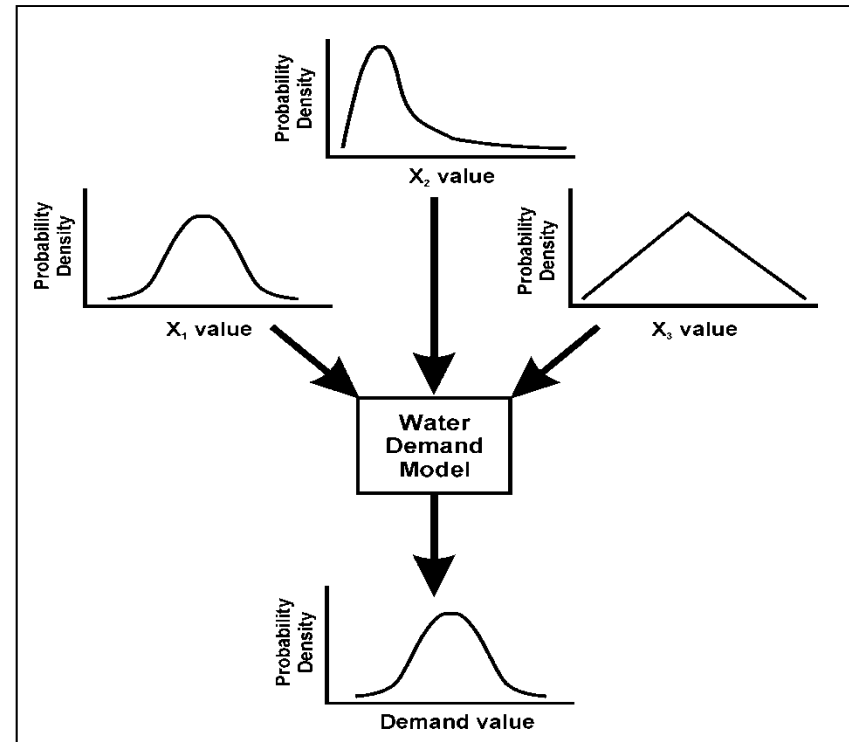 Probability
Density
X₂ value
Probability
Density
X₁ value
Probability
Density
X₃ value
Water
Demand
Model
Probability
Density
Demand value